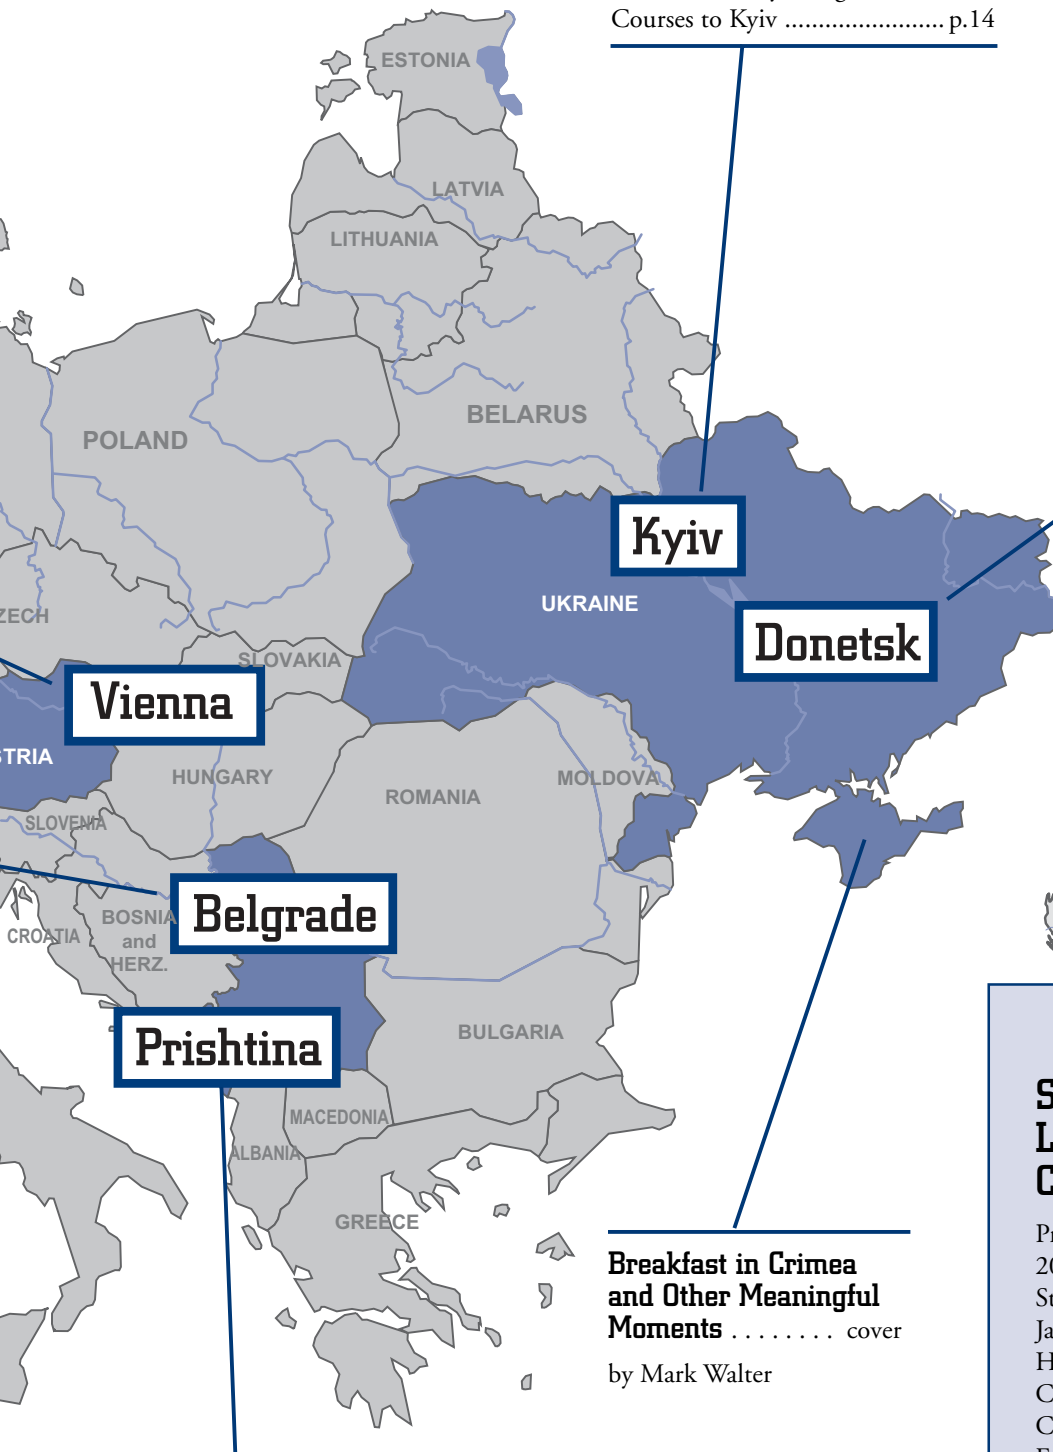 Courses to Kyiv ........................ p.14
ESTONIA
LATVIA
LITHUANIA
BELARUS
POLAND
Kyiv
UKRAINE
Donetsk
SLOVAKIA
Vienna
HUNGARY
ROMANIA
MOLDOVA
SLOVENIA
Belgrade
BOSNIA
and
HERZ.
CROATIA
Prishtina
BULGARIA
MACEDONIA
ALBANIA
GREECE
Breakfast in Crimea
and Other Meaningful
Moments ........ cover
by Mark Walter